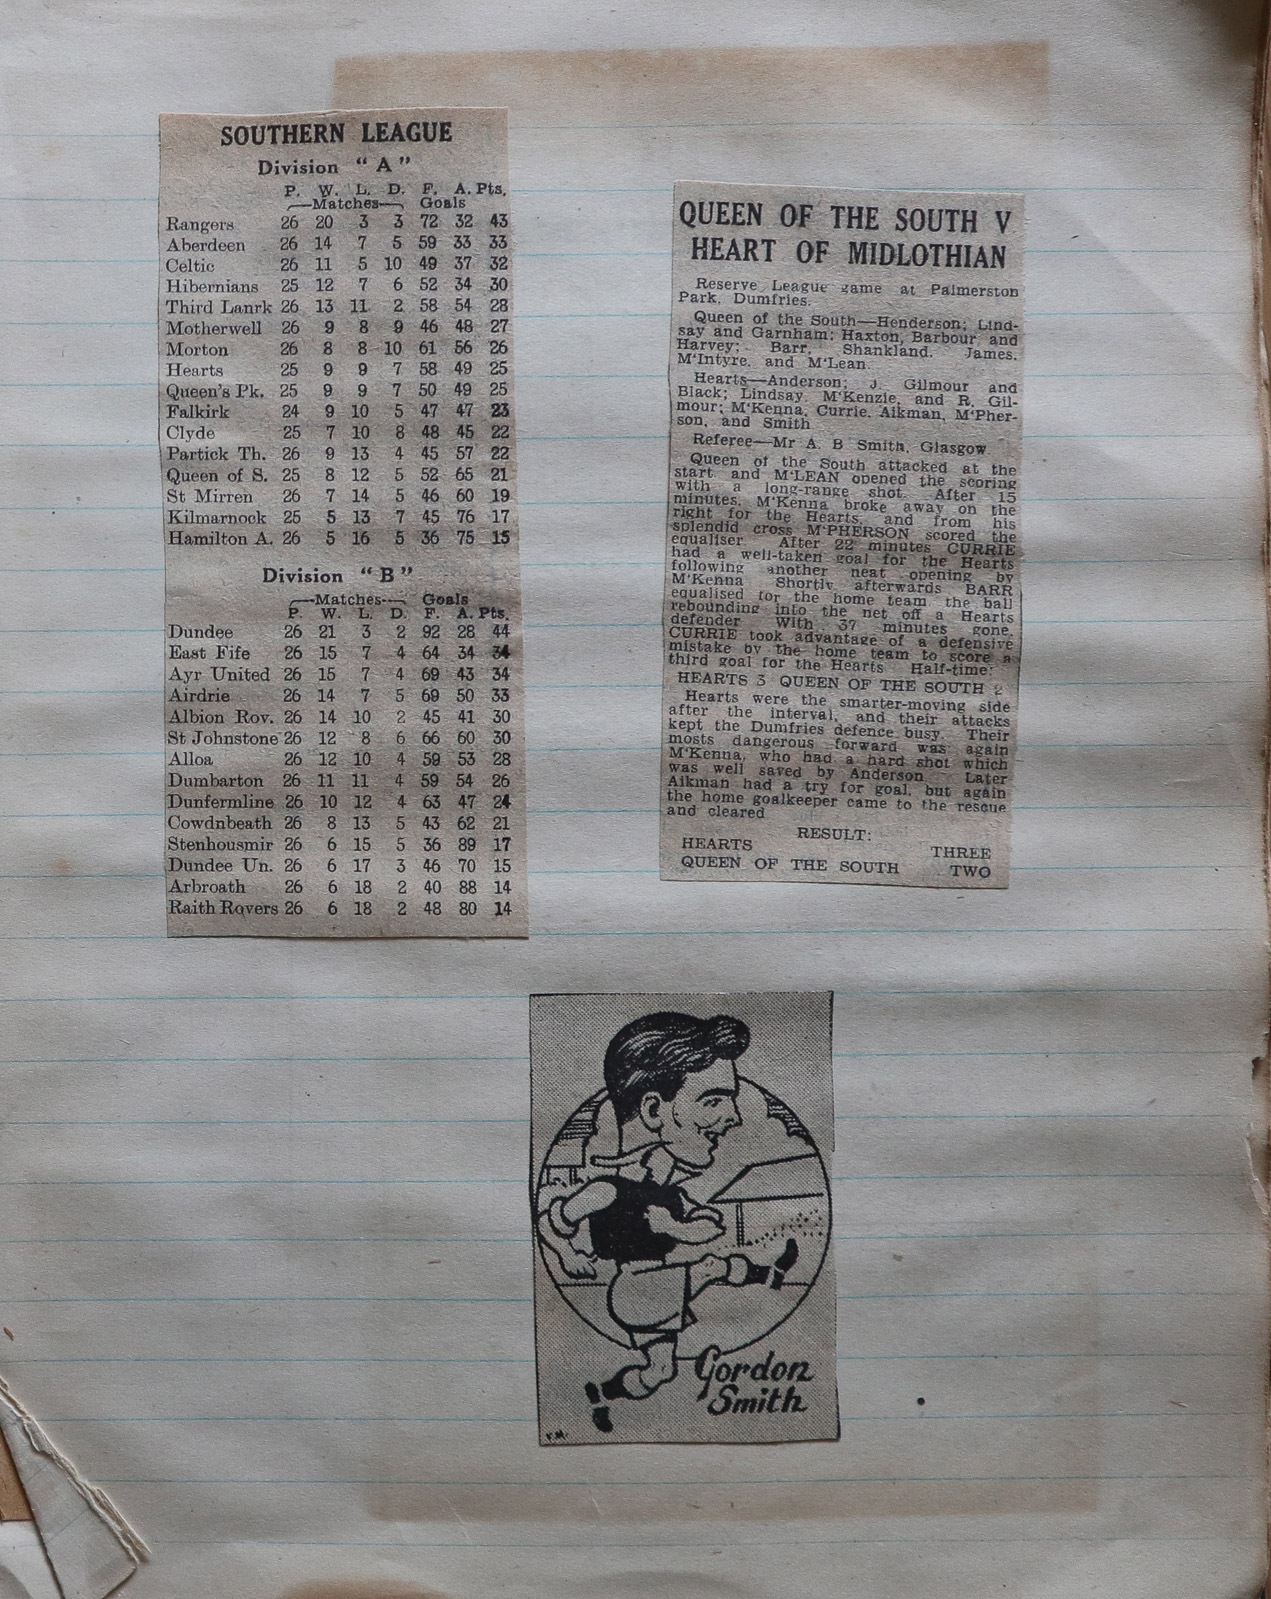 SOUTHERN LEAGUE
Division "A"
P. W. L. D. F. A. Pts.
Matches Goals
Rangers 26 20 3 3 72 32 43
Aberdeen 26 14 7 5 59 33 33
Celtic 26 11 5 10 49 37 32
Hibernians 25 12 7 6 52 34 30
Third Lanrk 26 13 11 2 58 54 28
Motherwell 26 9 8 9 46 48 27
Morton 26 8 8 10 61 56 26
Hearts 25 9 9 7 58 49 25
Queen's Pk. 25 9 9 7 50 49 25
Falkirk 24 9 10 5 47 47 23
Clyde 25 7 10 8 48 45 22
Partick Th. 26 9 13 4 45 57 22
Queen of S. 25 8 12 5 52 65 21
St Mirren 26 7 14 5 46 60 19
Kilmarnock 25 5 13 7 45 76 17
Hamilton A. 26 5 16 5 36 75 15
Division "B"
Matches Goals
P. W. L. D. F. A. Pts.
Dundee 26 21 3 2 92 28 44
East Fife 26 15 7 4 64 34 34
Ayr United 26 15 7 4 69 43 34
Airdrie 26 14 7 5 69 50 33
Albion Rov. 26 14 10 2 45 41 30
St Johnstone 26 12 8 6 66 60 30
Alloa 26 12 10 4 59 53 28
Dumbarton 26 11 11 4 59 54 26
Dunfermline 26 10 12 4 63 47 24
Cowdnbeath 26 8 13 5 43 62 21
Stenhousmir 26 6 15 5 36 89 17
Dundee Un. 26 6 17 3 46 70 15
Arbroath 26 6 18 2 40 88 14
Raith Rovers 26 6 18 2 48 80 14
QUEEN OF THE SOUTH V
HEART OF MIDLOTHIAN
Reserve League game at Palmerston
Park, Dumfries.
Queen of the South—Henderson; Lind-
say and Garnham; Haxton, Barbour, and
Harvey; Barr, Shankland, James,
M'Intyre, and M'Lean.
Hearts—Anderson; J. Gilmour and
Black; Lindsay, M'Kenzie, and R. Gil-
mour; M'Kenna, Currie, Aikman, M'Pher-
son, and Smith.
Referee—Mr A. B Smith, Glasgow.
Queen of the South attacked at the
start, and M'LEAN opened the scoring
with a long-range shot. After 15
minutes, M'Kenna broke away on the
right for the Hearts, and from his
splendid cross M'PHERSON scored the
equaliser. After 22 minutes CURRIE
had a well-taken goal for the Hearts
following another neat opening by
M'Kenna Shortly afterwards BARR
equalised for the home team the ball
rebounding into the net off a Hearts
defender With 37 minutes gone,
CURRIE took advantage of a defensive
mistake by the home team to score a
third goal for the Hearts Half-time:
HEARTS 3 QUEEN OF THE SOUTH 2
Hearts were the smarter-moving side
after the interval, and their attacks
kept the Dumfries defence busy. Their
mosts dangerous forward was again
M'Kenna, who had a hard shot which
was well saved by Anderson. Later
Aikman had a try for goal, but again
the home goalkeeper came to the rescue
and cleared
RESULT:
HEARTS THREE
QUEEN OF THE SOUTH TWO
Gordon
Smith